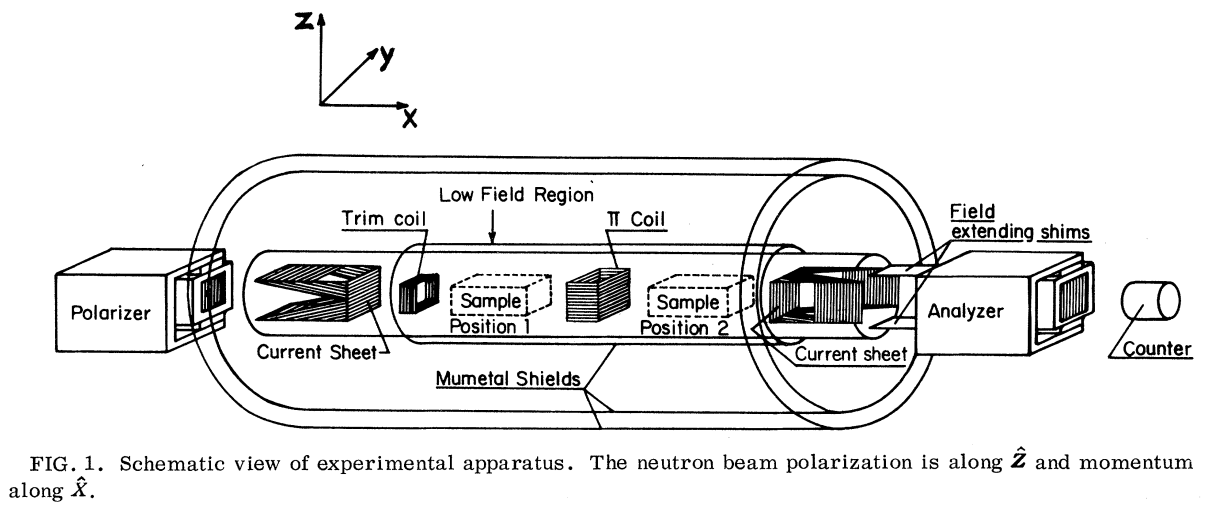 Z
y
X
Low Field Region
Trim coil
π Coil
Field
extending shims
Polarizer
Sample
Position 1
Sample
Position 2
Analyzer
Current Sheet
Current sheet
Counter
Mumetal Shields
FIG. 1. Schematic view of experimental apparatus. The neutron beam polarization is along Ẑ and momentum
along X̂.